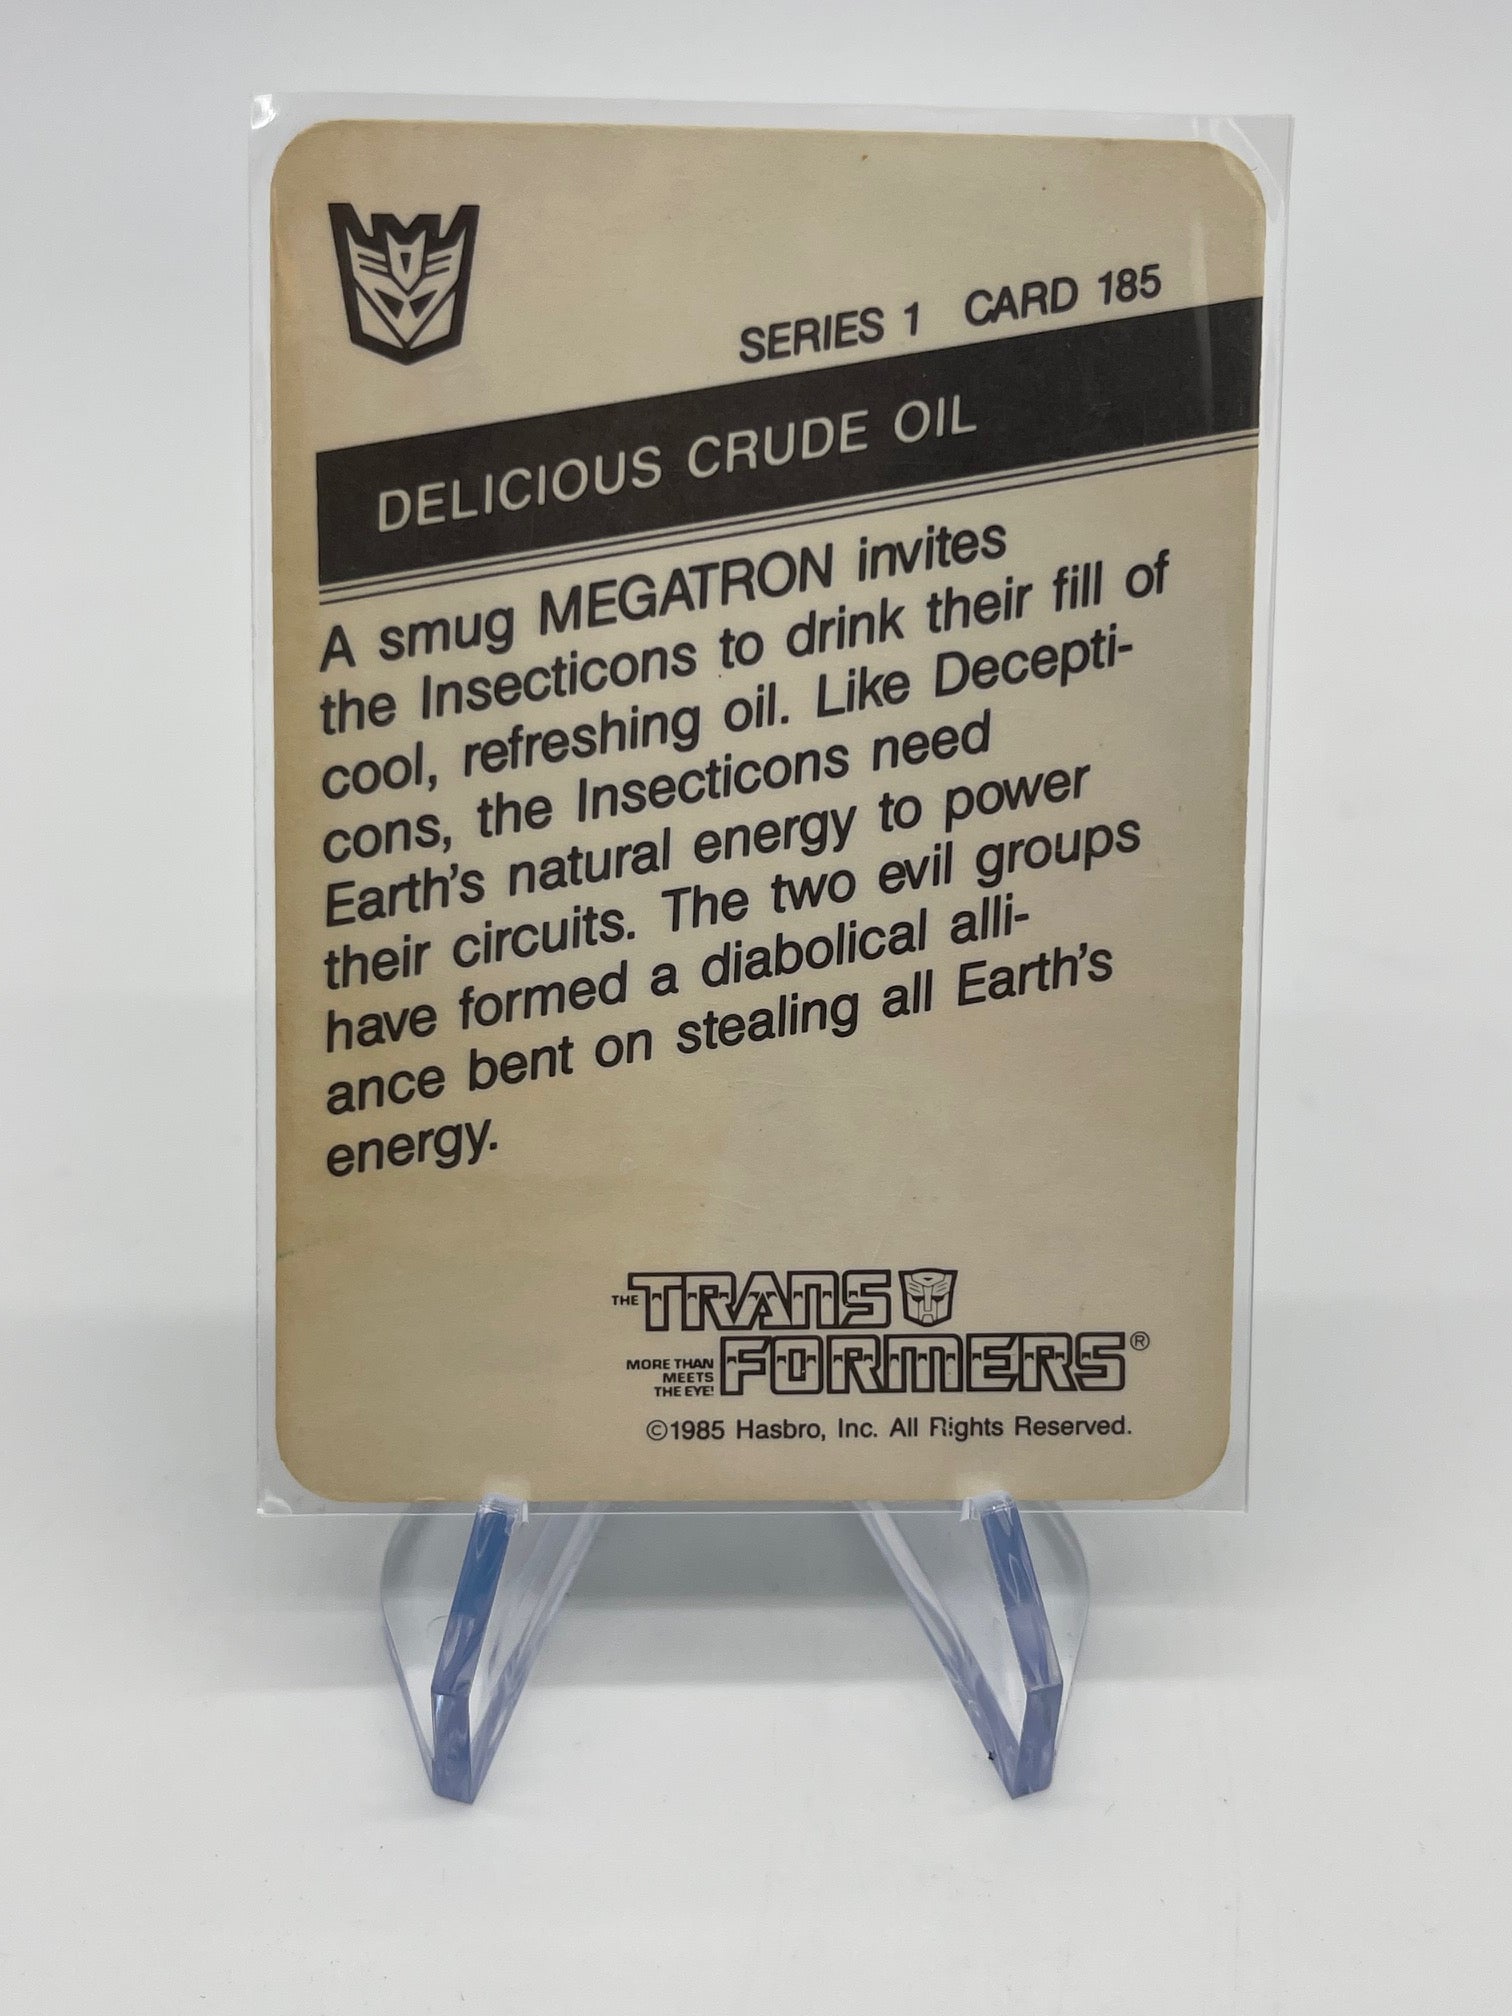 SERIES 1 CARD 185
DELICIOUS CRUDE OIL
A smug MEGATRON invites
the Insecticons to drink their fill of
cool, refreshing oil. Like Decepti-
cons, the Insecticons need
Earth's natural energy to power
their circuits. The two evil groups
have formed a diabolical alli-
ance bent on stealing all Earth's
energy.
THE TRANS
FORMERS®
MORE THAN
MEETS
THE EYE!
©1985 Hasbro, Inc. All Rights Reserved.